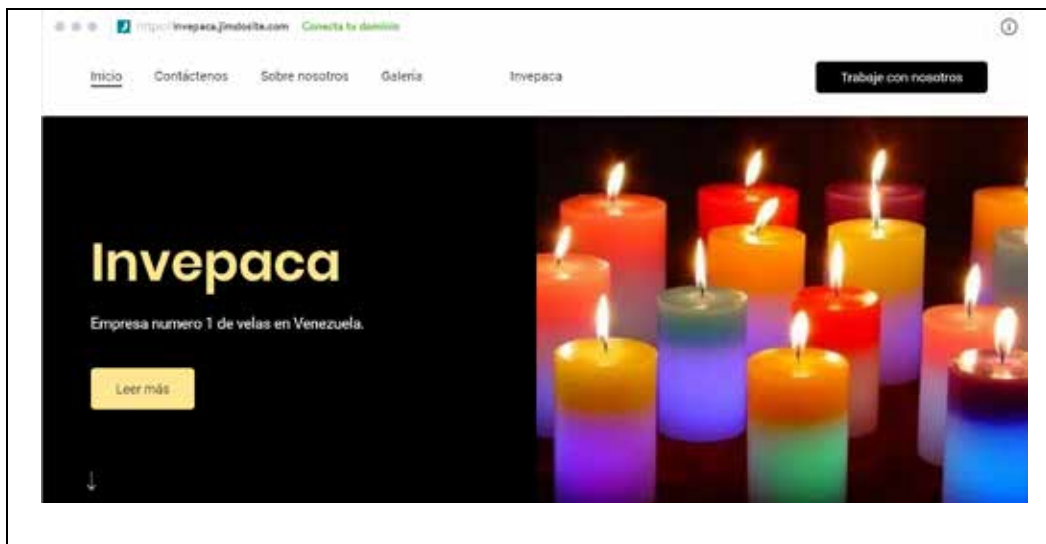 https://invepaca.jimdosite.com Conecta tu dominio
Inicio Contáctenos Sobre nosotros Galería Invepaca Trabaje con nosotros
Invepaca
Empresa numero 1 de velas en Venezuela.
Leer más